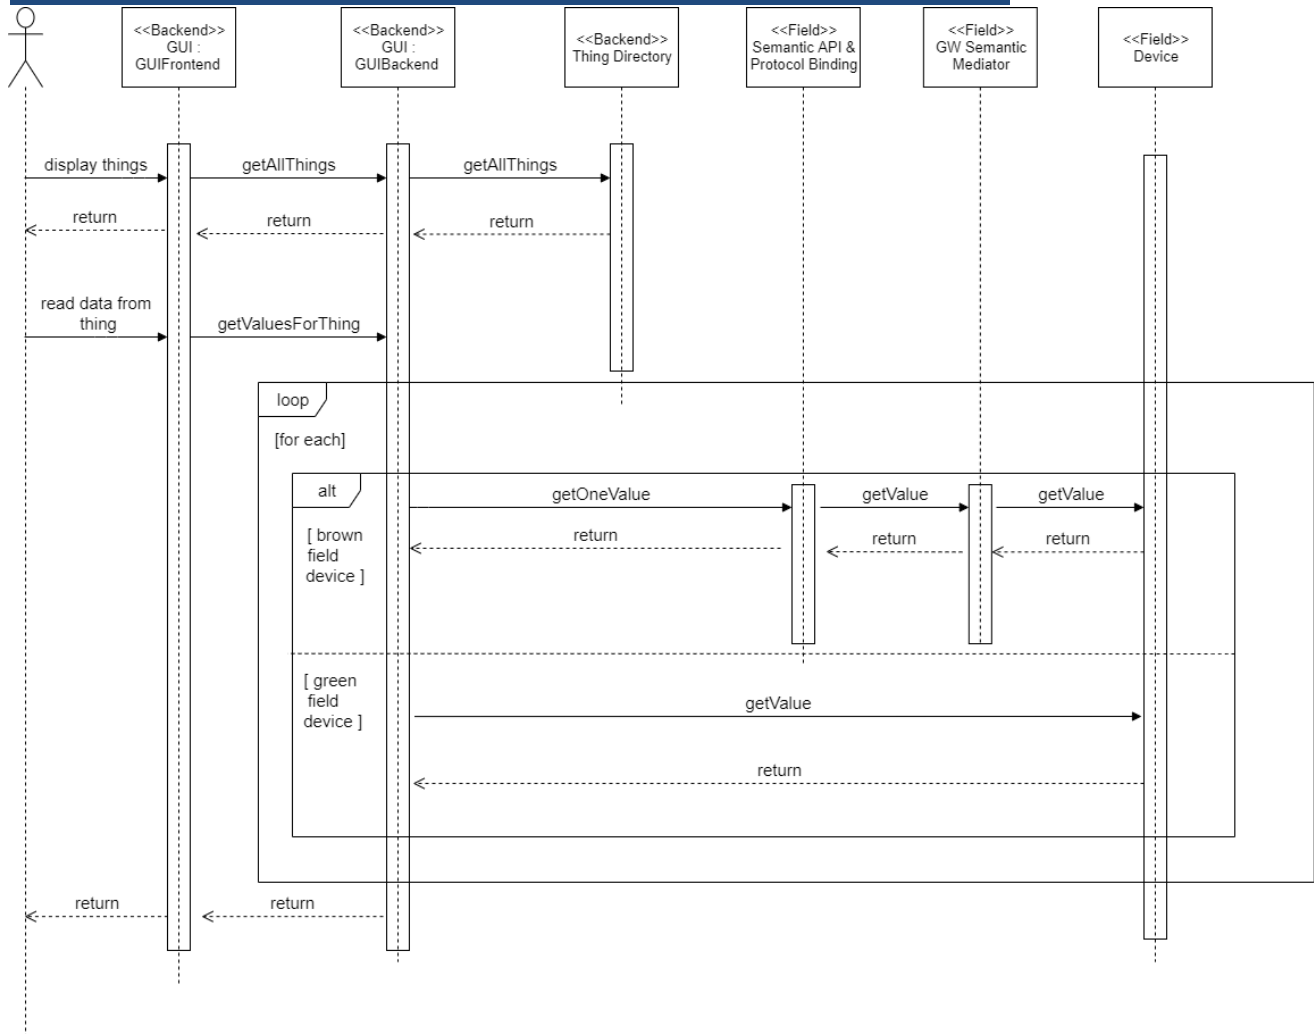 <<Backend>>
GUI :
GUIFrontend
<<Backend>>
GUI :
GUIBackend
<<Backend>>
Thing Directory
<<Field>>
Semantic API &
Protocol Binding
<<Field>>
GW Semantic
Mediator
<<Field>>
Device
display things
getAllThings
getAllThings
return
return
return
read data from
thing
getValuesForThing
loop
[for each]
alt
getOneValue
getValue
getValue
[ brown
field
device ]
return
return
return
[ green
field
device ]
getValue
return
return
return